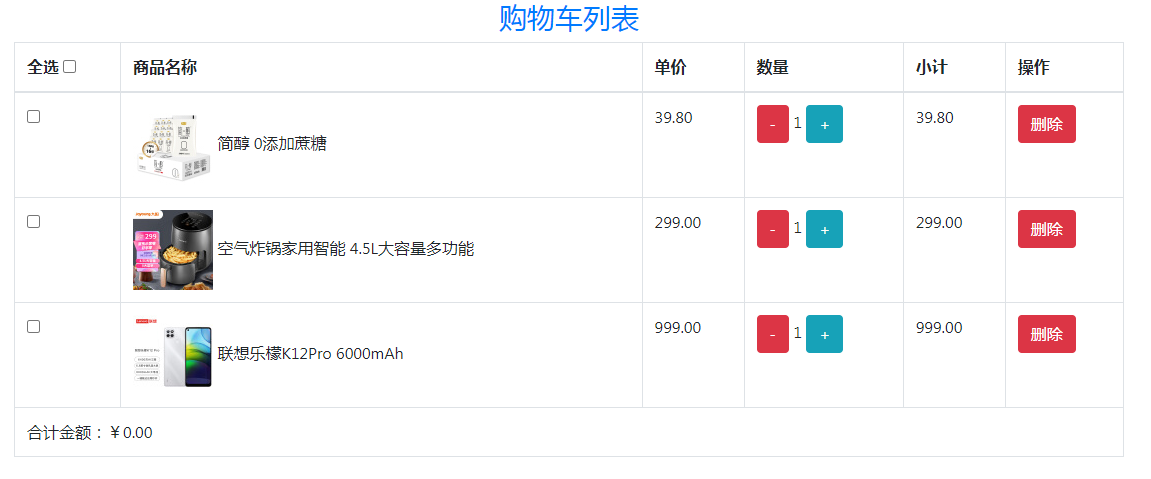 购物车列表
全选 商品名称 单价 数量 小计 操作
简醇 0添加蔗糖 39.80 - 1 + 39.80 删除
空气炸锅家用智能 4.5L大容量多功能 299.00 - 1 + 299.00 删除
联想乐檬K12Pro 6000mAh 999.00 - 1 + 999.00 删除
合计金额：￥0.00